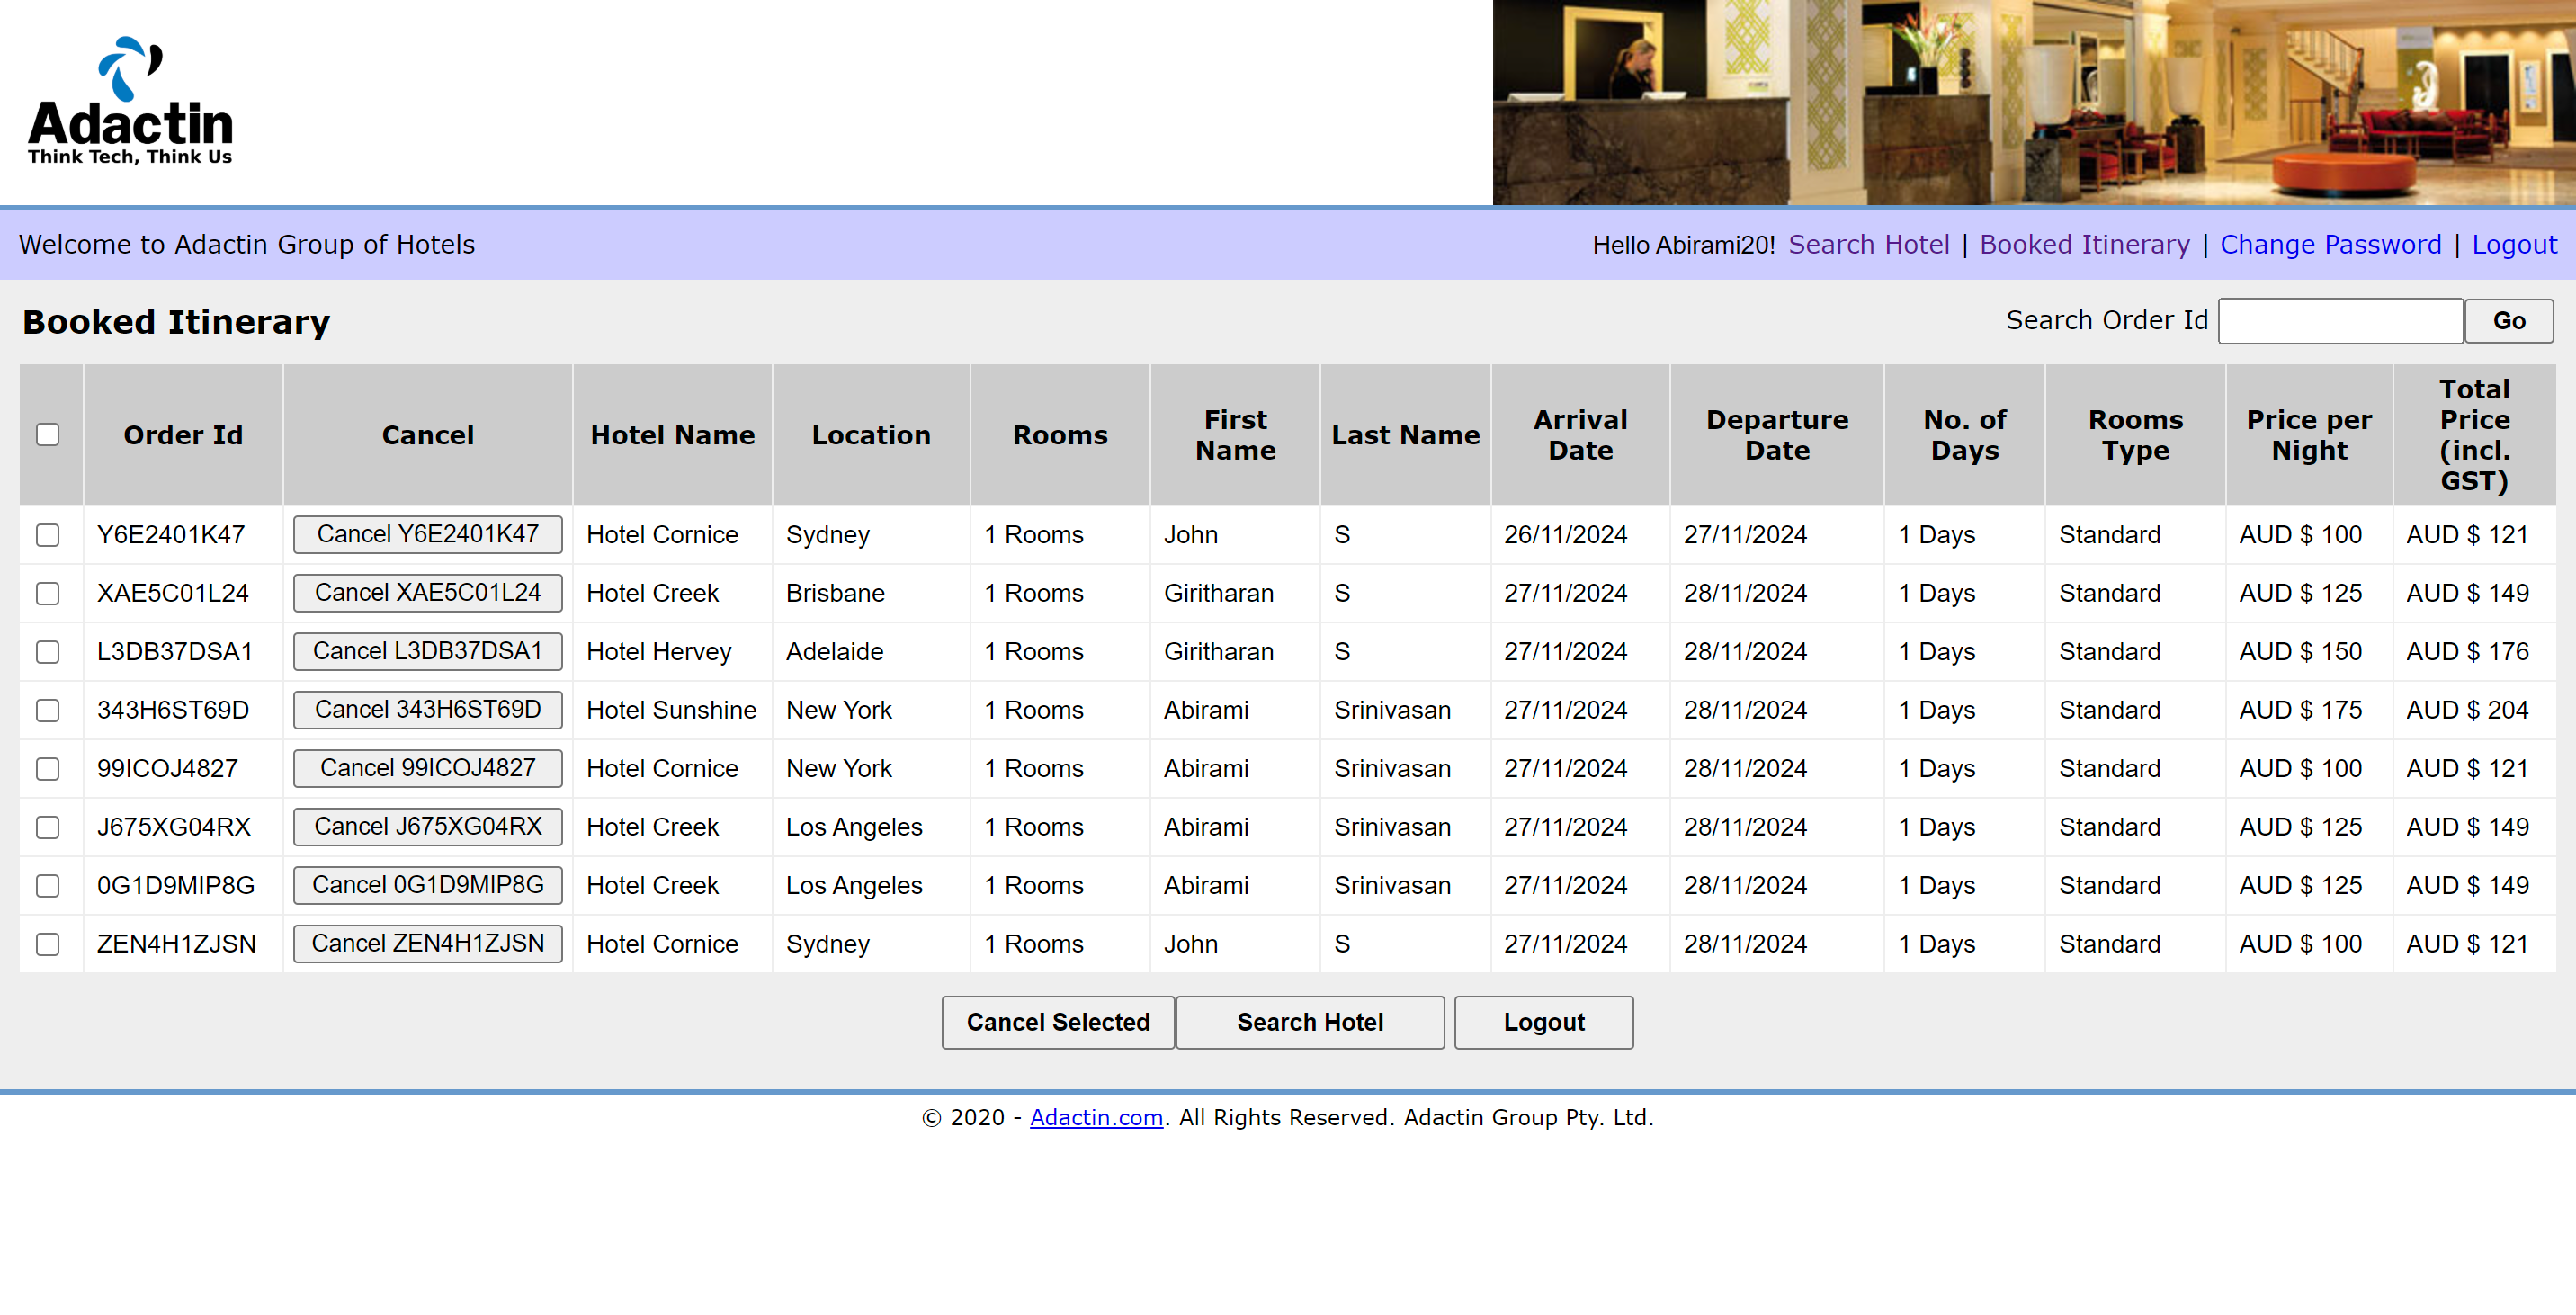 Adactin
Think Tech, Think Us
Welcome to Adactin Group of Hotels
Hello Abirami20! Search Hotel | Booked Itinerary | Change Password | Logout
Booked Itinerary
Search Order Id Go
Order Id Cancel Hotel Name Location Rooms First Name Last Name Arrival Date Departure Date No. of Days Rooms Type Price per Night Total Price (incl. GST)
Y6E2401K47 Cancel Y6E2401K47 Hotel Cornice Sydney 1 Rooms John S 26/11/2024 27/11/2024 1 Days Standard AUD $ 100 AUD $ 121
XAE5C01L24 Cancel XAE5C01L24 Hotel Creek Brisbane 1 Rooms Giritharan S 27/11/2024 28/11/2024 1 Days Standard AUD $ 125 AUD $ 149
L3DB37DSA1 Cancel L3DB37DSA1 Hotel Hervey Adelaide 1 Rooms Giritharan S 27/11/2024 28/11/2024 1 Days Standard AUD $ 150 AUD $ 176
343H6ST69D Cancel 343H6ST69D Hotel Sunshine New York 1 Rooms Abirami Srinivasan 27/11/2024 28/11/2024 1 Days Standard AUD $ 175 AUD $ 204
99ICOJ4827 Cancel 99ICOJ4827 Hotel Cornice New York 1 Rooms Abirami Srinivasan 27/11/2024 28/11/2024 1 Days Standard AUD $ 100 AUD $ 121
J675XG04RX Cancel J675XG04RX Hotel Creek Los Angeles 1 Rooms Abirami Srinivasan 27/11/2024 28/11/2024 1 Days Standard AUD $ 125 AUD $ 149
0G1D9MIP8G Cancel 0G1D9MIP8G Hotel Creek Los Angeles 1 Rooms Abirami Srinivasan 27/11/2024 28/11/2024 1 Days Standard AUD $ 125 AUD $ 149
ZEN4H1ZJSN Cancel ZEN4H1ZJSN Hotel Cornice Sydney 1 Rooms John S 27/11/2024 28/11/2024 1 Days Standard AUD $ 100 AUD $ 121
Cancel Selected Search Hotel Logout
© 2020 - Adactin.com. All Rights Reserved. Adactin Group Pty. Ltd.